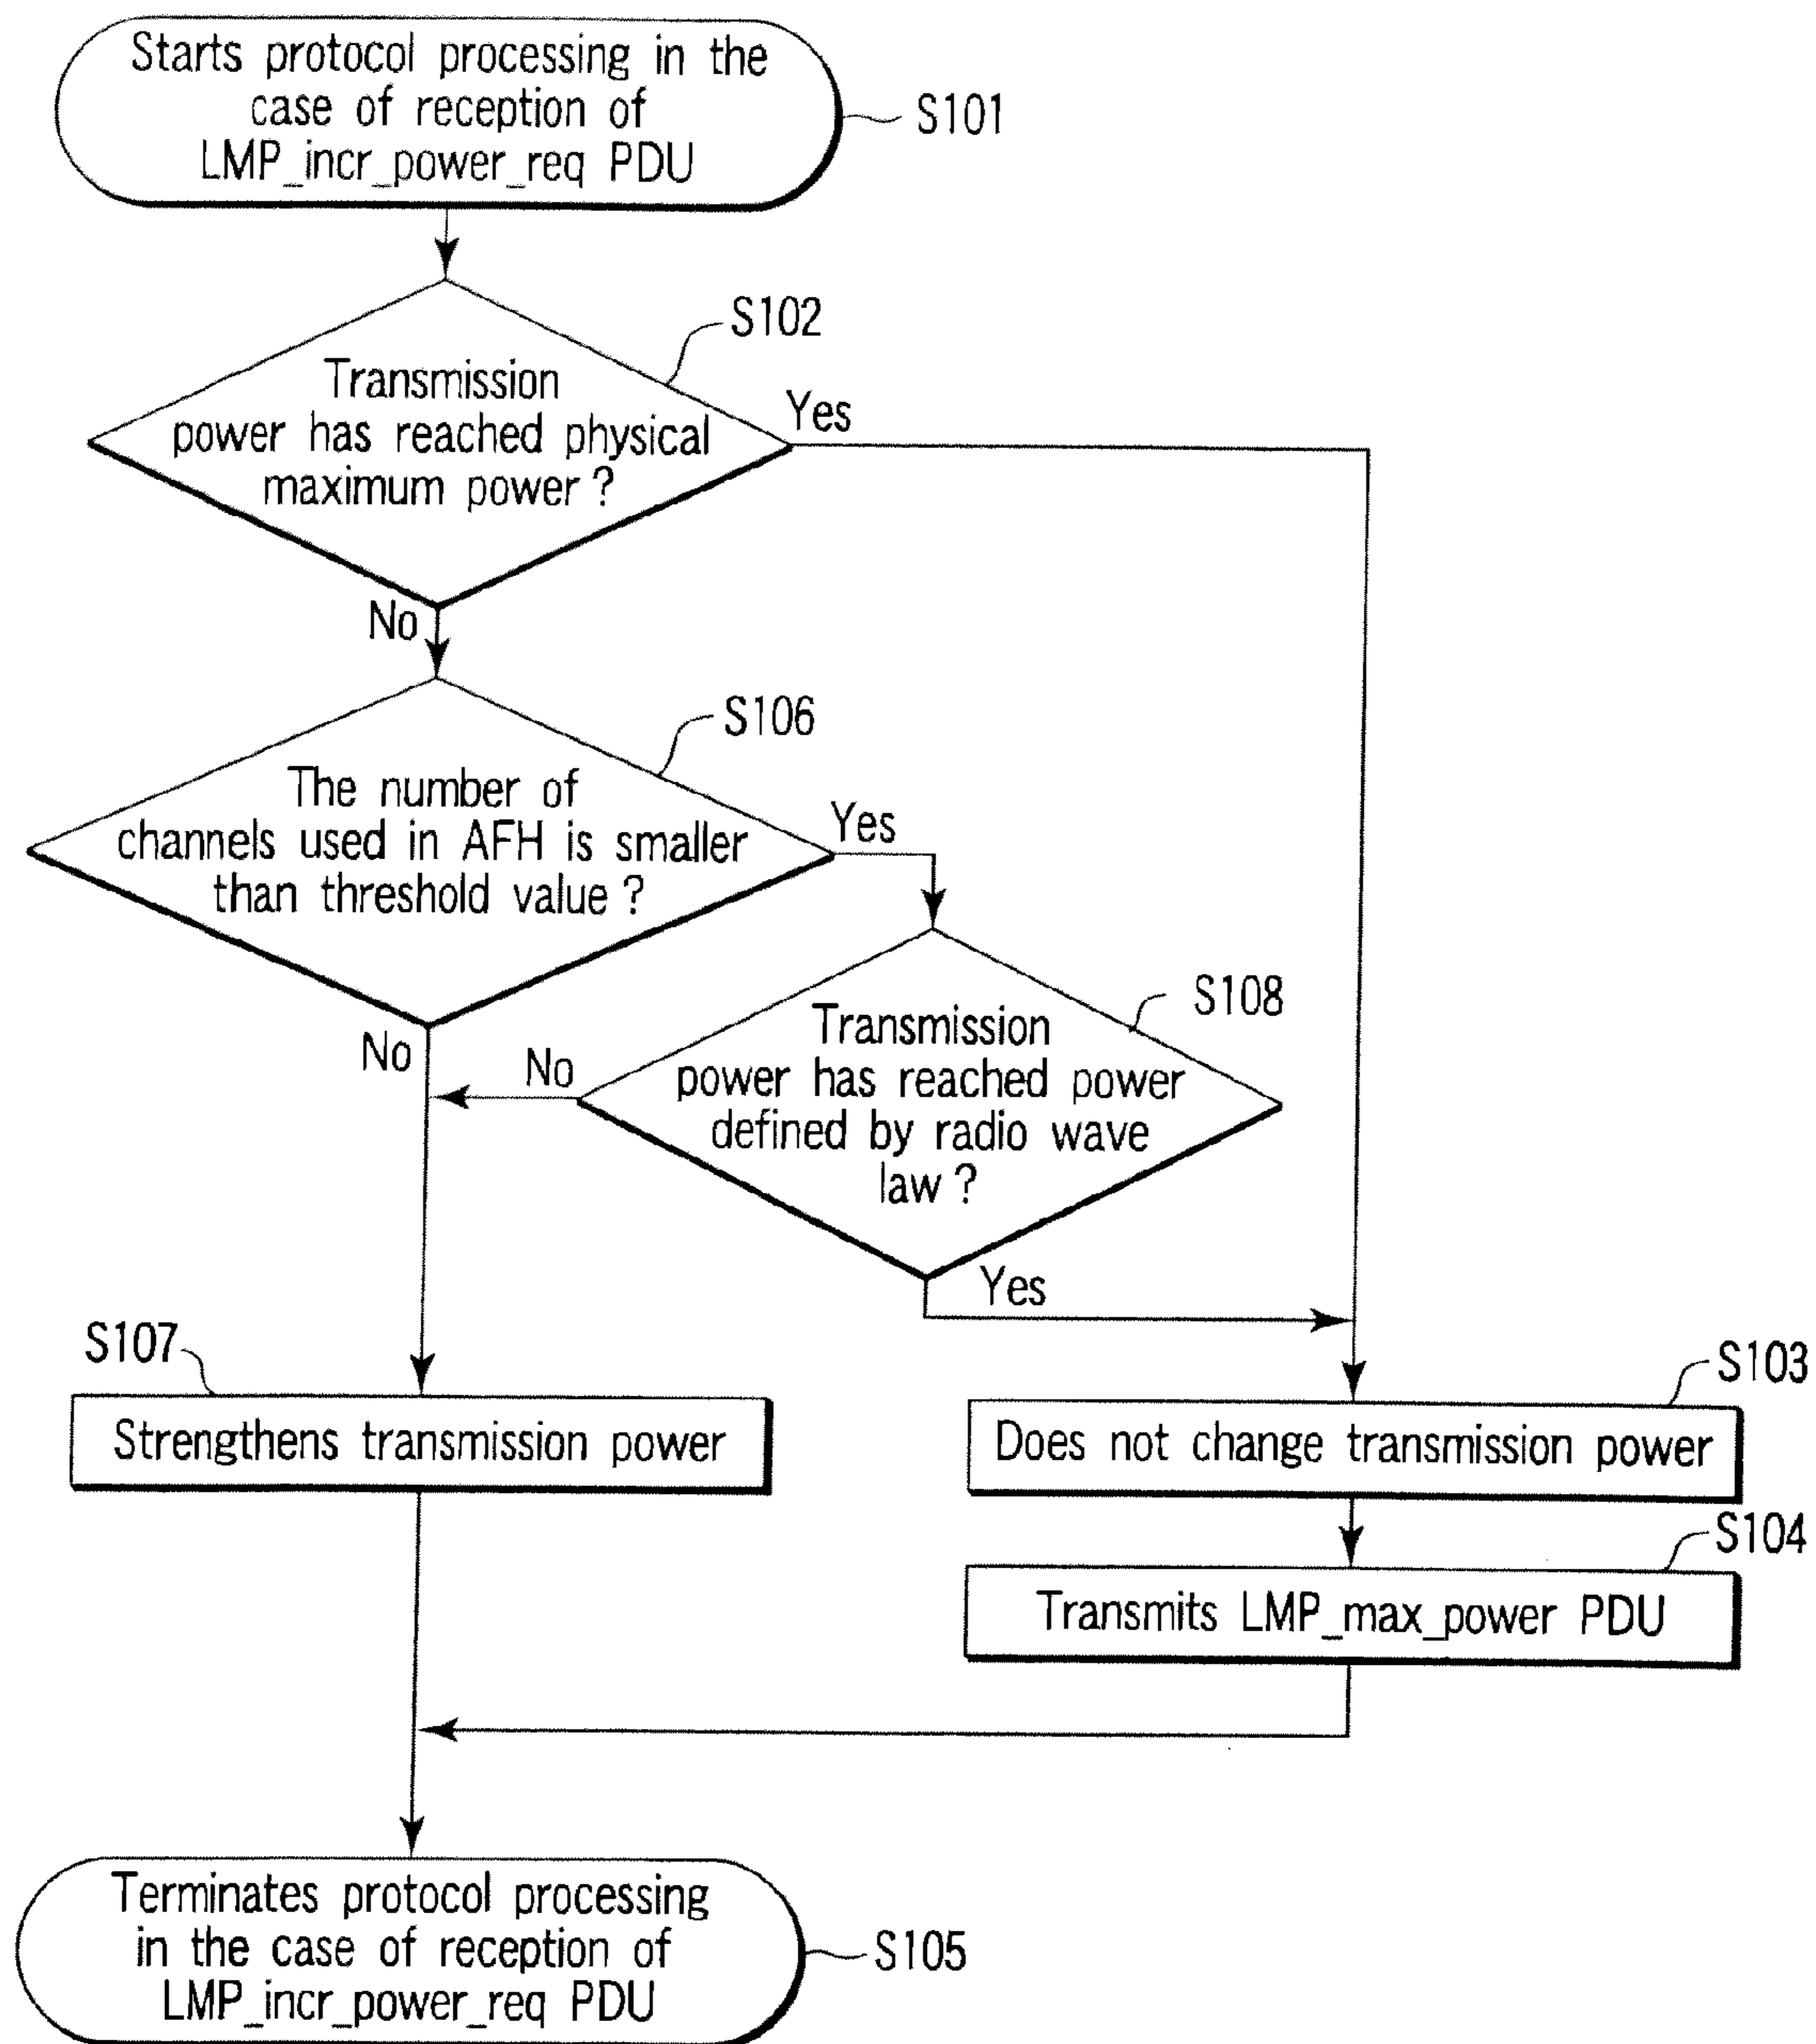 Starts protocol processing in the
case of reception of
LMP_incr_power_req PDU
S101
S102
Transmission
power has reached physical
maximum power ?
Yes
No
S106
The number of
channels used in AFH is smaller
than threshold value ?
Yes
No
S108
Transmission
power has reached power
defined by radio wave
law ?
No
Yes
S107
Strengthens transmission power
S103
Does not change transmission power
S104
Transmits LMP_max_power PDU
Terminates protocol processing
in the case of reception of
LMP_incr_power_req PDU
S105